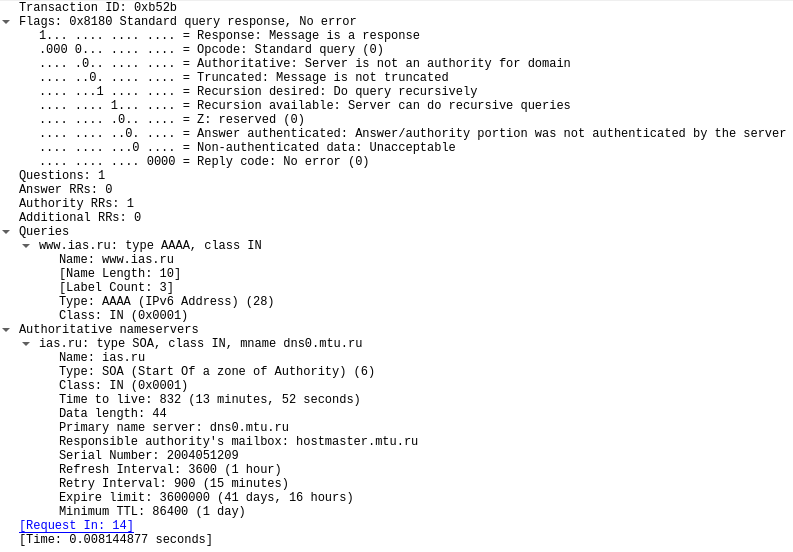 Transaction ID: 0xb52b
Flags: 0x8180 Standard query response, No error
1... .... .... .... = Response: Message is a response
.000 0... .... .... = Opcode: Standard query (0)
.... .0.. .... .... = Authoritative: Server is not an authority for domain
.... ..0. .... .... = Truncated: Message is not truncated
.... ...1 .... .... = Recursion desired: Do query recursively
.... .... 1... .... = Recursion available: Server can do recursive queries
.... .... .0.. .... = Z: reserved (0)
.... .... ..0. .... = Answer authenticated: Answer/authority portion was not authenticated by the server
.... .... ...0 .... = Non-authenticated data: Unacceptable
.... .... .... 0000 = Reply code: No error (0)
Questions: 1
Answer RRs: 0
Authority RRs: 1
Additional RRs: 0
Queries
www.ias.ru: type AAAA, class IN
Name: www.ias.ru
[Name Length: 10]
[Label Count: 3]
Type: AAAA (IPv6 Address) (28)
Class: IN (0x0001)
Authoritative nameservers
ias.ru: type SOA, class IN, mname dns0.mtu.ru
Name: ias.ru
Type: SOA (Start Of a zone of Authority) (6)
Class: IN (0x0001)
Time to live: 832 (13 minutes, 52 seconds)
Data length: 44
Primary name server: dns0.mtu.ru
Responsible authority's mailbox: hostmaster.mtu.ru
Serial Number: 2004051209
Refresh Interval: 3600 (1 hour)
Retry Interval: 900 (15 minutes)
Expire limit: 3600000 (41 days, 16 hours)
Minimum TTL: 86400 (1 day)
[Request In: 14]
[Time: 0.008144877 seconds]